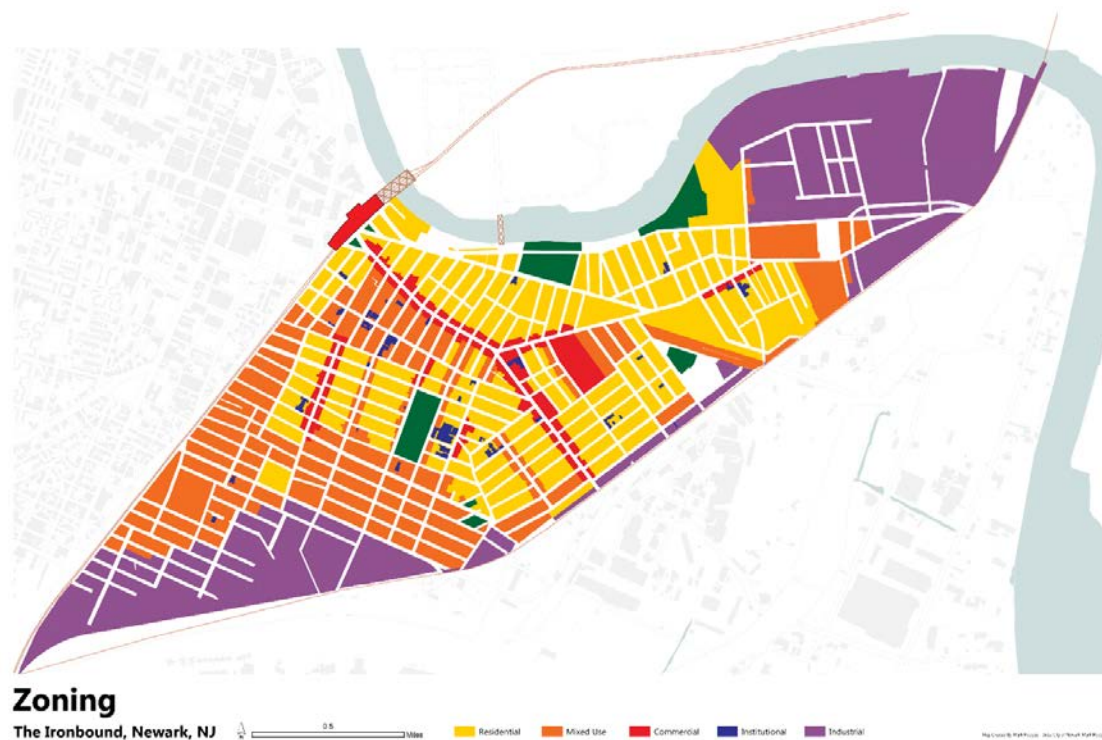 Zoning
The Ironbound, Newark, NJ
0.5
Miles
Residential
Mixed Use
Commercial
Institutional
Industrial